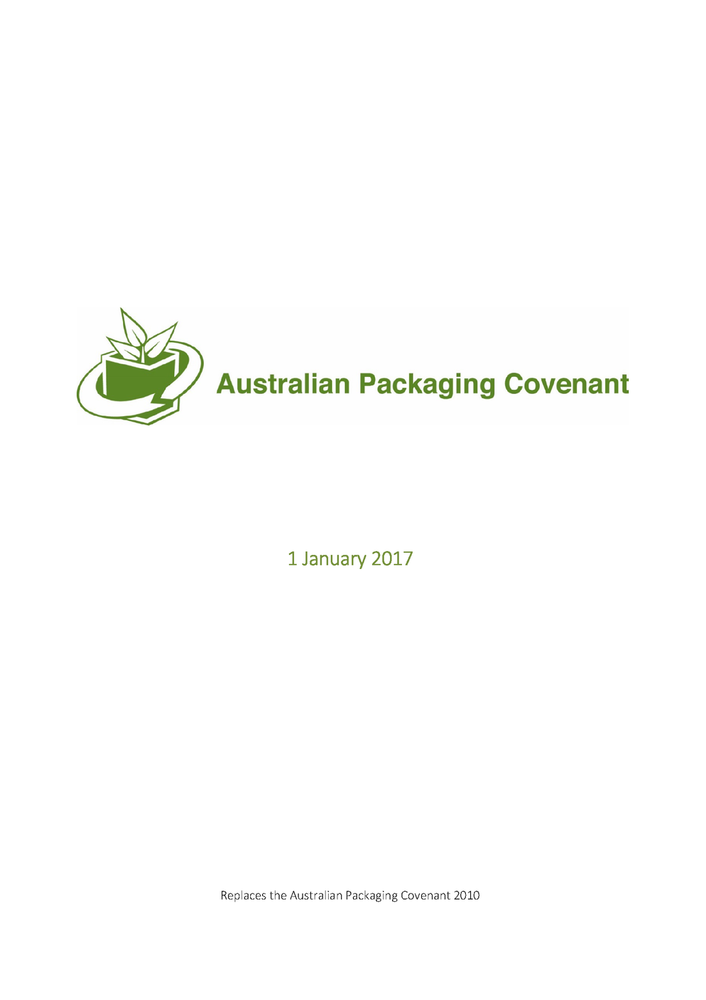 Australian Packaging Covenant
1 January 2017
Replaces the Australian Packaging Covenant 2010